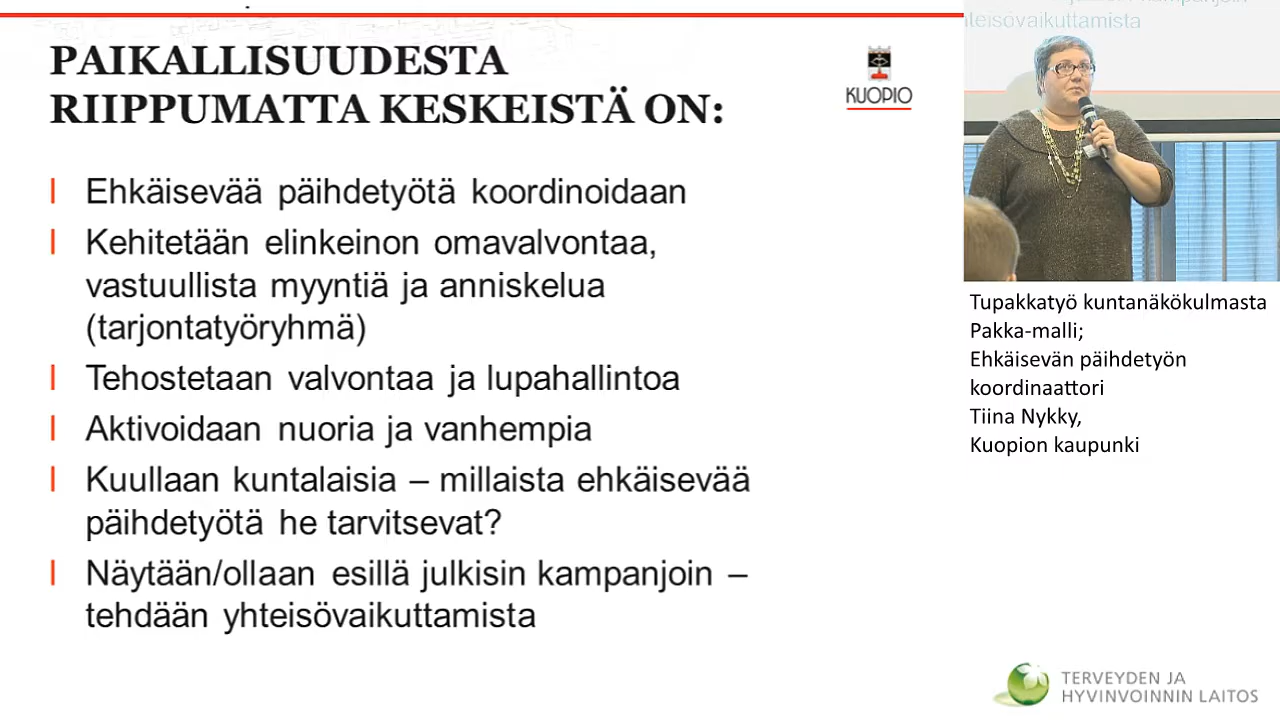 PAIKALLISUUDESTA
RIIPPUMATTA KESKEISTÄ ON:
KUOPIO
l Ehkäisevää päihdetyötä koordinoidaan
l Kehitetään elinkeinon omavalvontaa,
vastuullista myyntiä ja anniskelua
(tarjontatyöryhmä)
l Tehostetaan valvontaa ja lupahallintoa
l Aktivoidaan nuoria ja vanhempia
l Kuullaan kuntalaisia – millaista ehkäisevää
päihdetyötä he tarvitsevat?
l Näytään/ollaan esillä julkisin kampanjoin –
tehdään yhteisövaikuttamista
kampanjoin
hteisövaikuttamista
Tupakkatyö kuntanäkökulmasta
Pakka-malli;
Ehkäisevän päihdetyön
koordinaattori
Tiina Nykky,
Kuopion kaupunki
TERVEYDEN JA
HYVINVOINNIN LAITOS